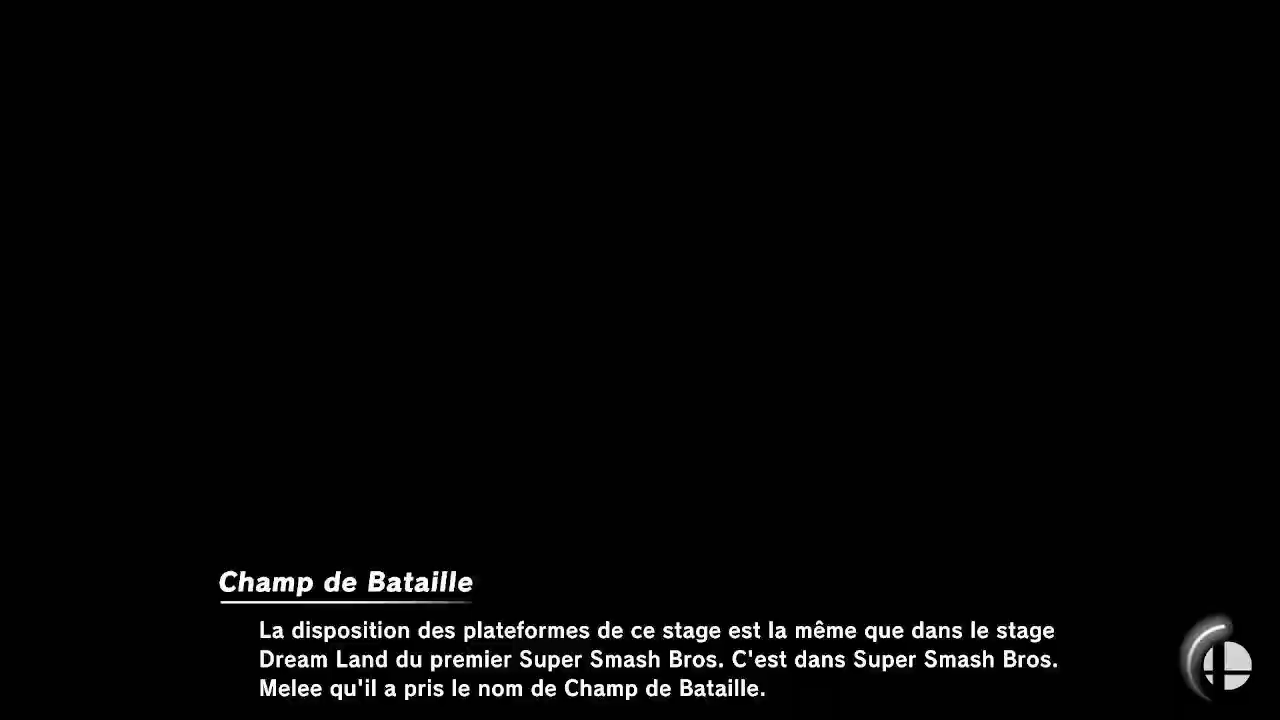 Champ de Bataille
La disposition des plateformes de ce stage est la même que dans le stage
Dream Land du premier Super Smash Bros. C'est dans Super Smash Bros.
Melee qu'il a pris le nom de Champ de Bataille.